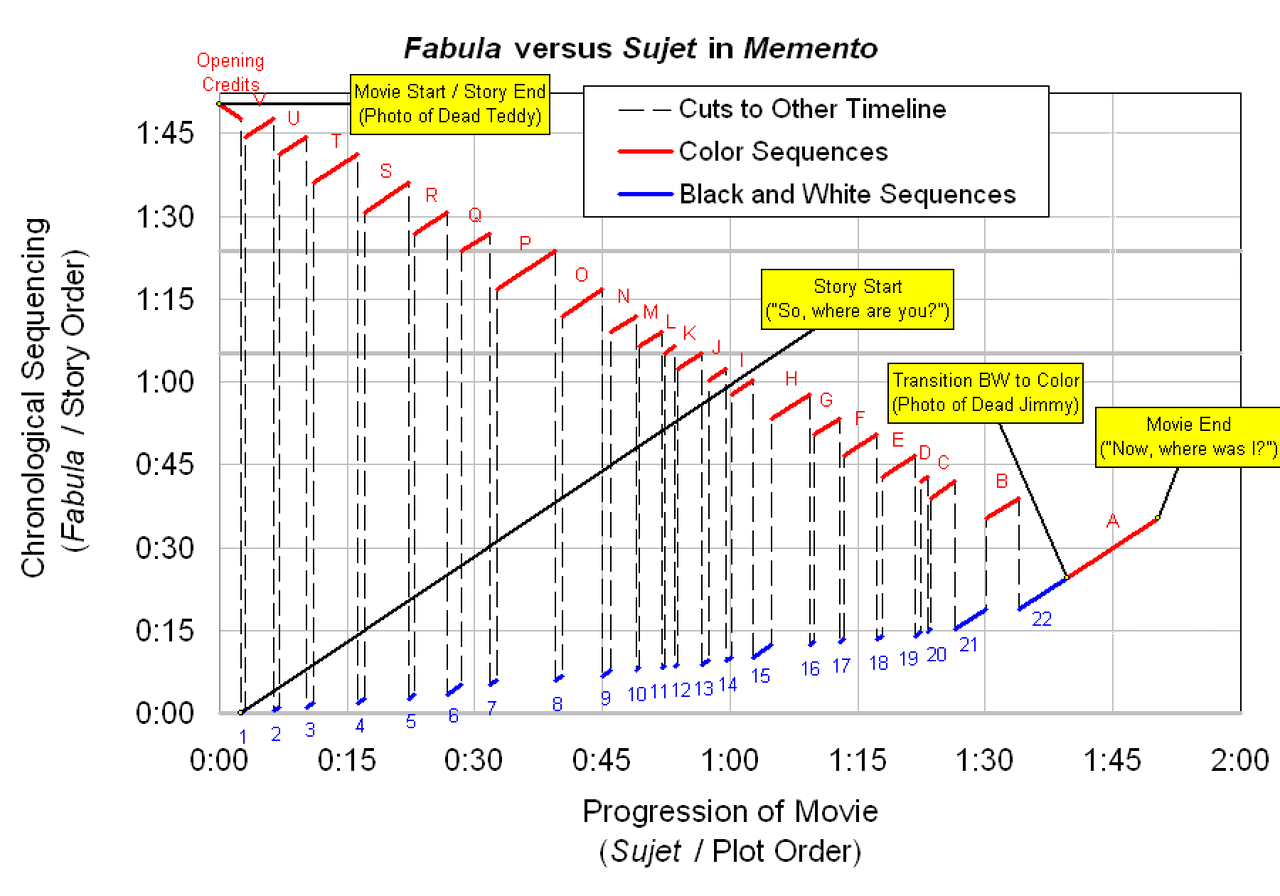 Fabula versus Sujet in Memento
Opening
Credits
Movie Start / Story End
(Photo of Dead Teddy)
Cuts to Other Timeline
Color Sequences
Black and White Sequences
V
U
T
S
R
Q
P
O
N
M
L
K
J
I
H
G
F
E
D
C
B
A
Story Start
("So, where are you?")
Transition BW to Color
(Photo of Dead Jimmy)
Movie End
("Now, where was I?")
Chronological Sequencing
(Fabula / Story Order)
1:45
1:30
1:15
1:00
0:45
0:30
0:15
0:00
1
2
3
4
5
6
7
8
9
10
11
12
13
14
15
16
17
18
19
20
21
22
0:00
0:15
0:30
0:45
1:00
1:15
1:30
1:45
2:00
Progression of Movie
(Sujet / Plot Order)